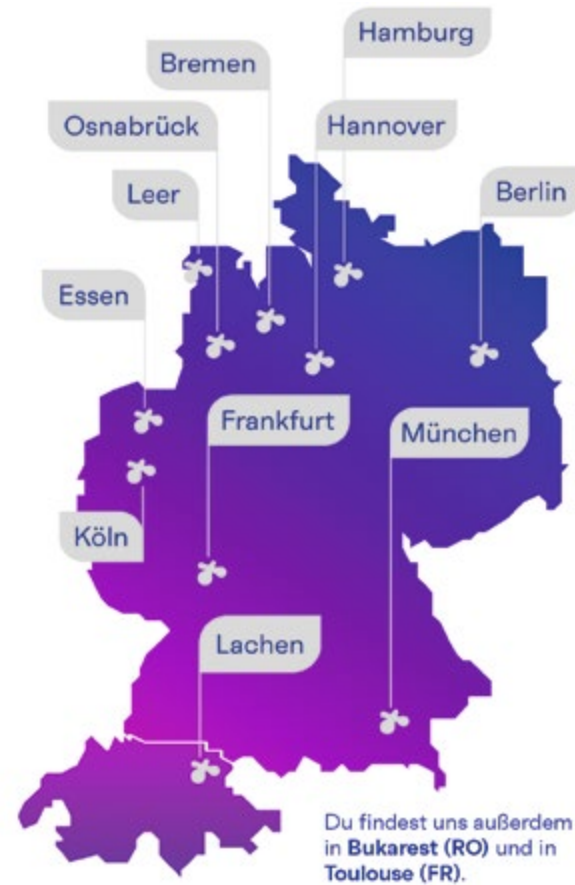 Hamburg
Bremen
Osnabrück
Hannover
Leer
Berlin
Essen
Frankfurt
München
Köln
Lachen
Du findest uns außerdem
in Bukarest (RO) und in
Toulouse (FR).